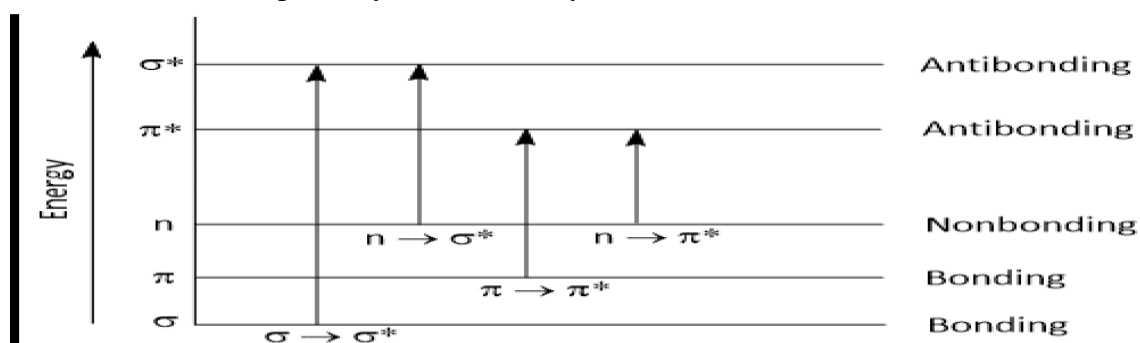 σ* Antibonding
π* Antibonding
Energy
n Nonbonding
n → σ* n → π*
π Bonding
π → π*
σ Bonding
σ → σ*